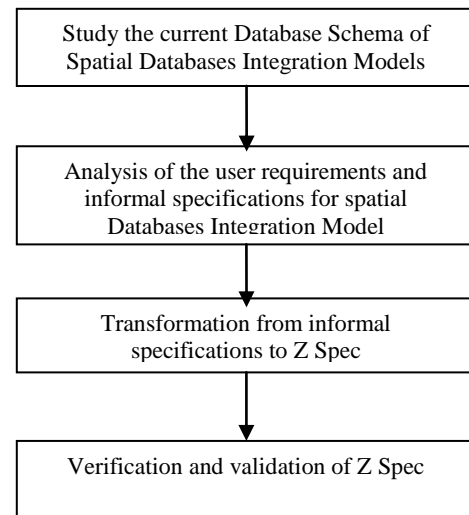 Study the current Database Schema of
Spatial Databases Integration Models
Analysis of the user requirements and
informal specifications for spatial
Databases Integration Model
Transformation from informal
specifications to Z Spec
Verification and validation of Z Spec